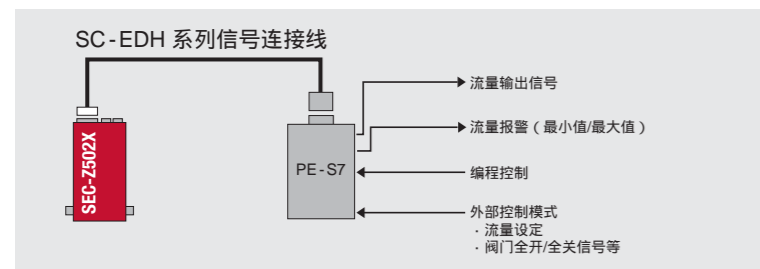 SC-EDH 系列信号连接线
流量输出信号
流量报警（最小值/最大值）
SEC-Z502X
PE-S7
编程控制
外部控制模式
· 流量设定
· 阀门全开/全关信号等